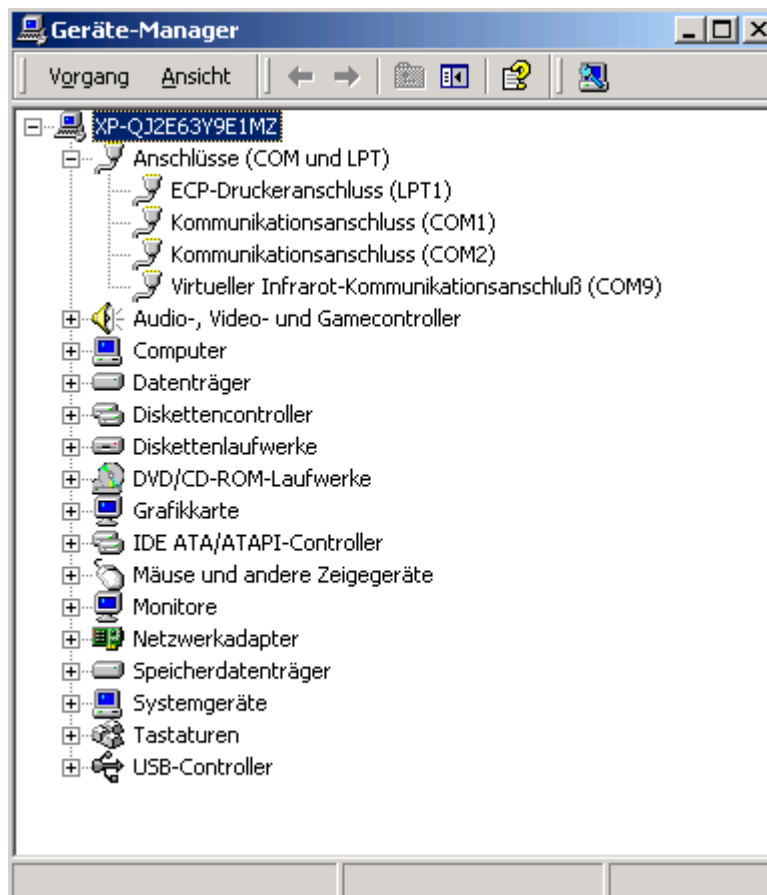 Geräte-Manager
Vorgang Ansicht
XP-QJ2E63Y9E1MZ
Anschlüsse (COM und LPT)
ECP-Druckeranschluss (LPT1)
Kommunikationsanschluss (COM1)
Kommunikationsanschluss (COM2)
Virtueller Infrarot-Kommunikationsanschluß (COM9)
Audio-, Video- und Gamecontroller
Computer
Datenträger
Diskettencontroller
Diskettenlaufwerke
DVD/CD-ROM-Laufwerke
Grafikkarte
IDE ATA/ATAPI-Controller
Mäuse und andere Zeigegeräte
Monitore
Netzwerkadapter
Speicherdatenträger
Systemgeräte
Tastaturen
USB-Controller